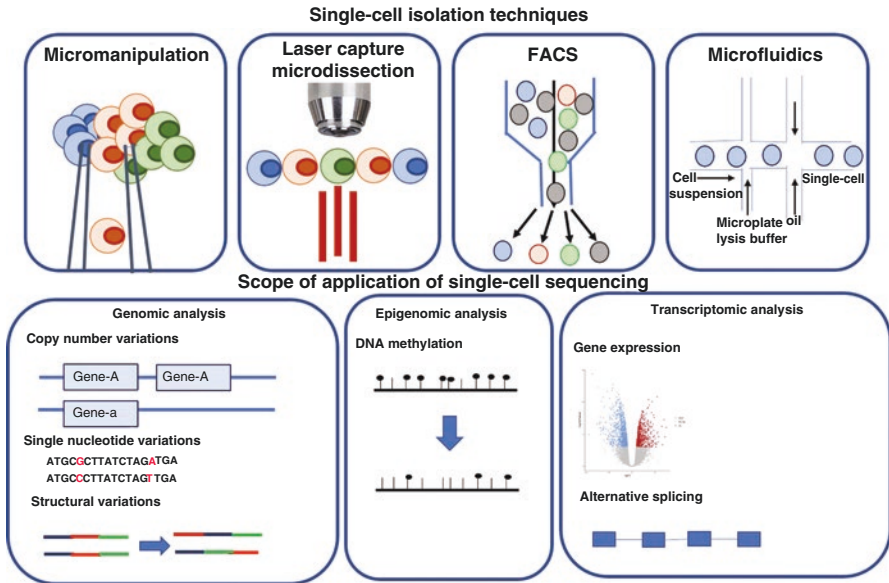 Single-cell isolation techniques
Micromanipulation
Laser capture
microdissection
FACS
Microfluidics
Cell
suspension
Single-cell
Microplate
lysis buffer
oil
Scope of application of single-cell sequencing
Genomic analysis
Copy number variations
Gene-A
Gene-A
Gene-a
Single nucleotide variations
ATGCGCTTATCTAGATGA
ATGCCCTTATCTAGTTGA
Structural variations
Epigenomic analysis
DNA methylation
Transcriptomic analysis
Gene expression
Alternative splicing